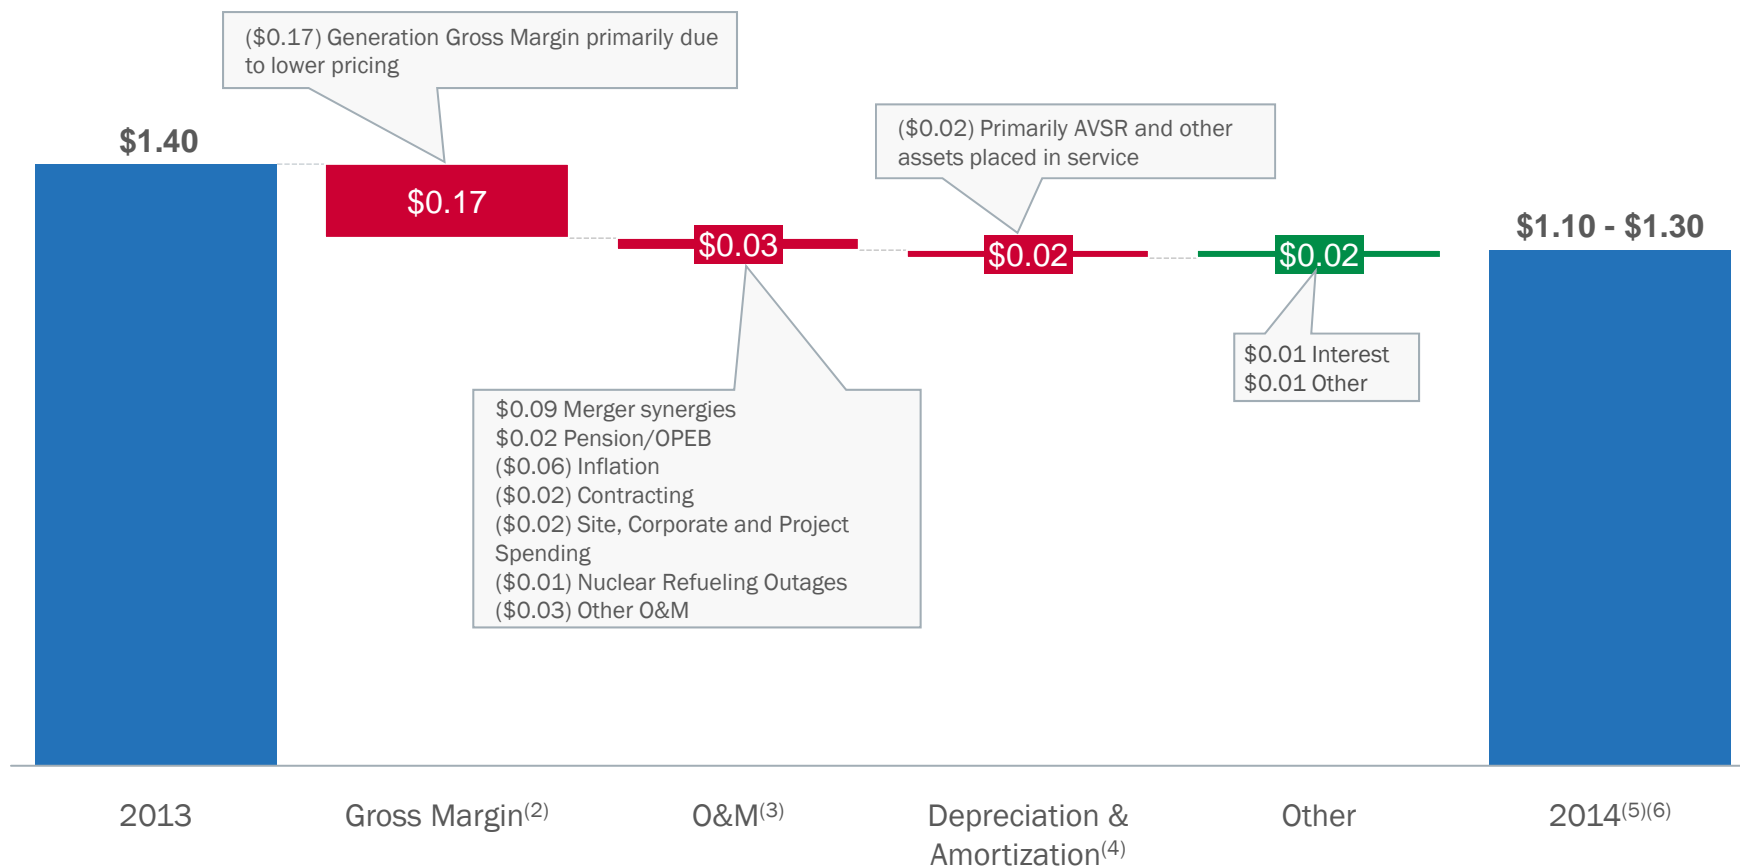 ($0.17) Generation Gross Margin primarily due
to lower pricing
($0.02) Primarily AVSR and other
assets placed in service
$1.40
$0.17
$0.03
$0.02
$0.02
$1.10 - $1.30
$0.01 Interest
$0.01 Other
$0.09 Merger synergies
$0.02 Pension/OPEB
($0.06) Inflation
($0.02) Contracting
($0.02) Site, Corporate and Project
Spending
($0.01) Nuclear Refueling Outages
($0.03) Other O&M
2013
Gross Margin(2)
O&M(3)
Depreciation &
Amortization(4)
Other
2014(5)(6)